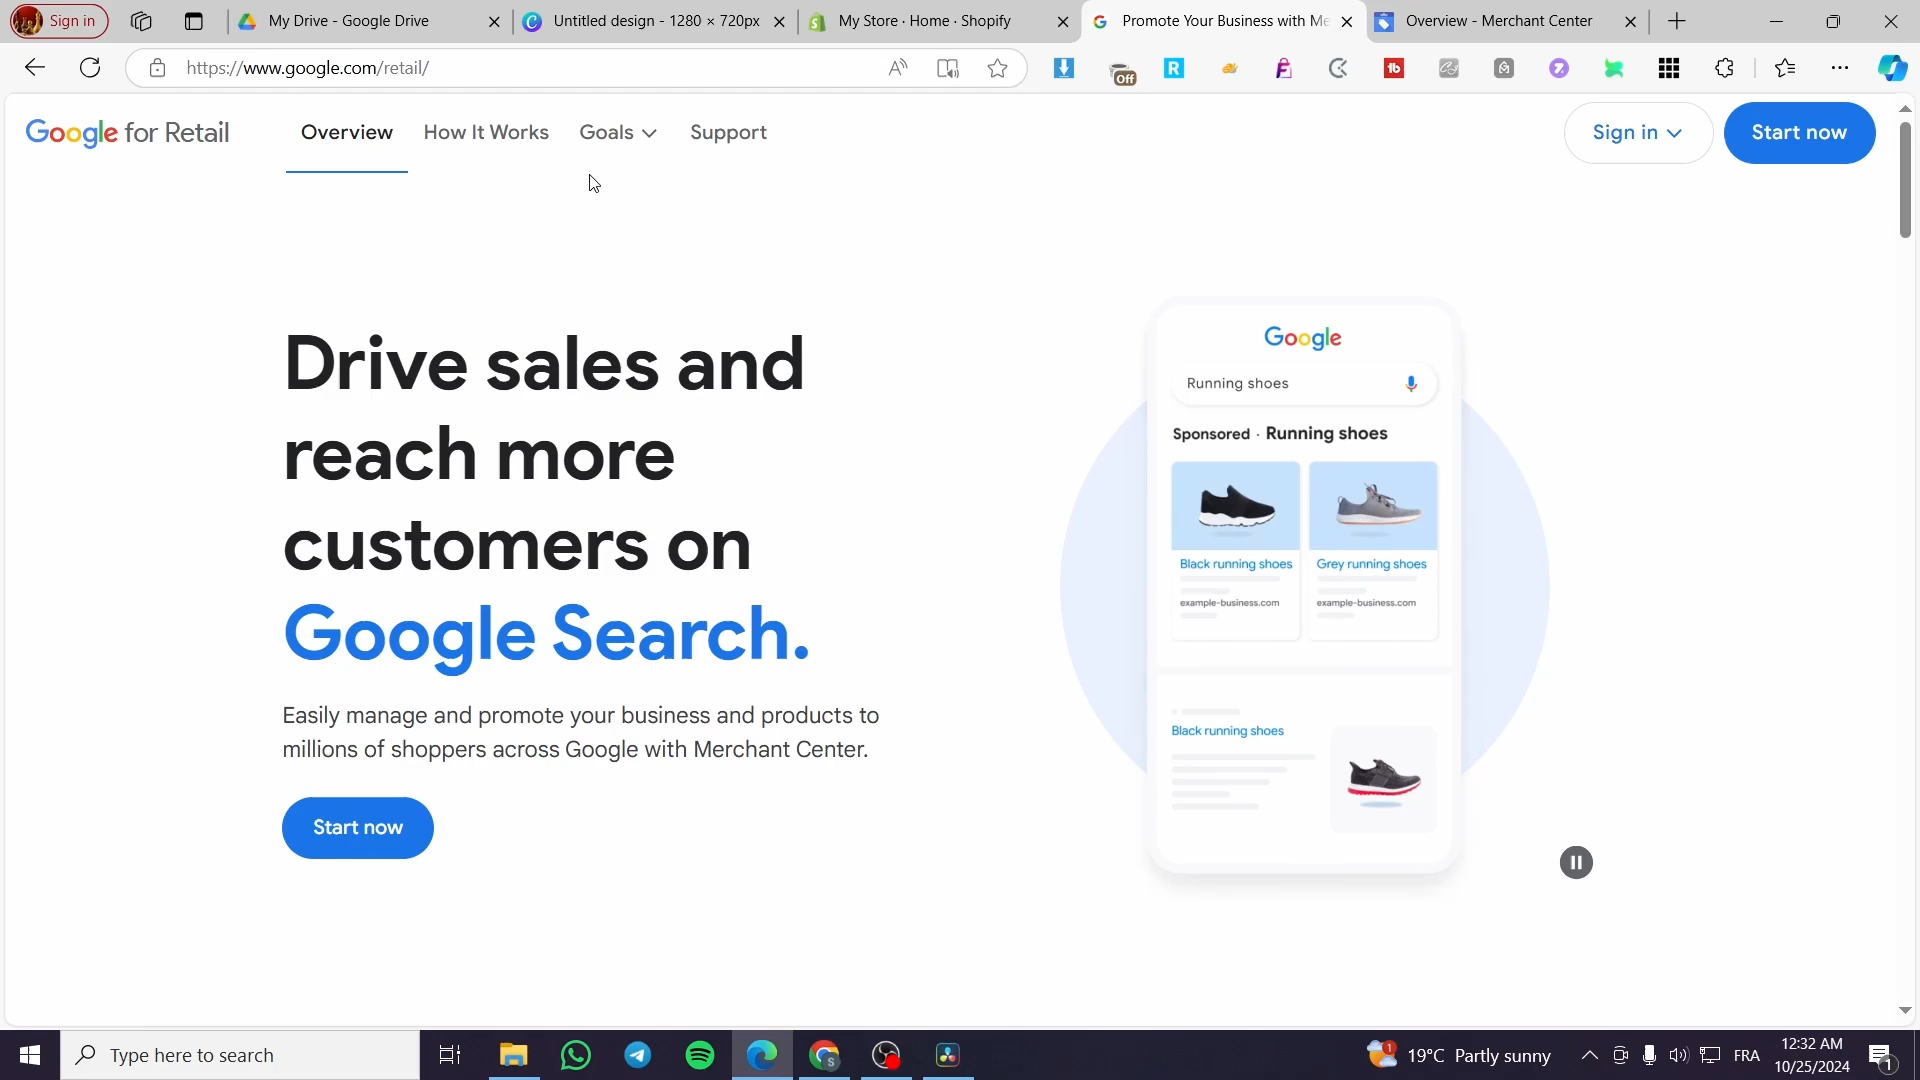 Sign in
My Drive - Google Drive
Untitled design - 1280 × 720px
My Store · Home · Shopify
Promote Your Business with Me
Overview - Merchant Center
https://www.google.com/retail/
Off
Google for Retail
Overview
How It Works
Goals
Support
Sign in
Start now
Drive sales and
reach more
customers on
Google Search.
Easily manage and promote your business and products to
millions of shoppers across Google with Merchant Center.
Start now
Google
Running shoes
Sponsored · Running shoes
Black running shoes
example-business.com
Grey running shoes
example-business.com
Black running shoes
Type here to search
1
19°C Partly sunny
FRA
12:32 AM
10/25/2024
1